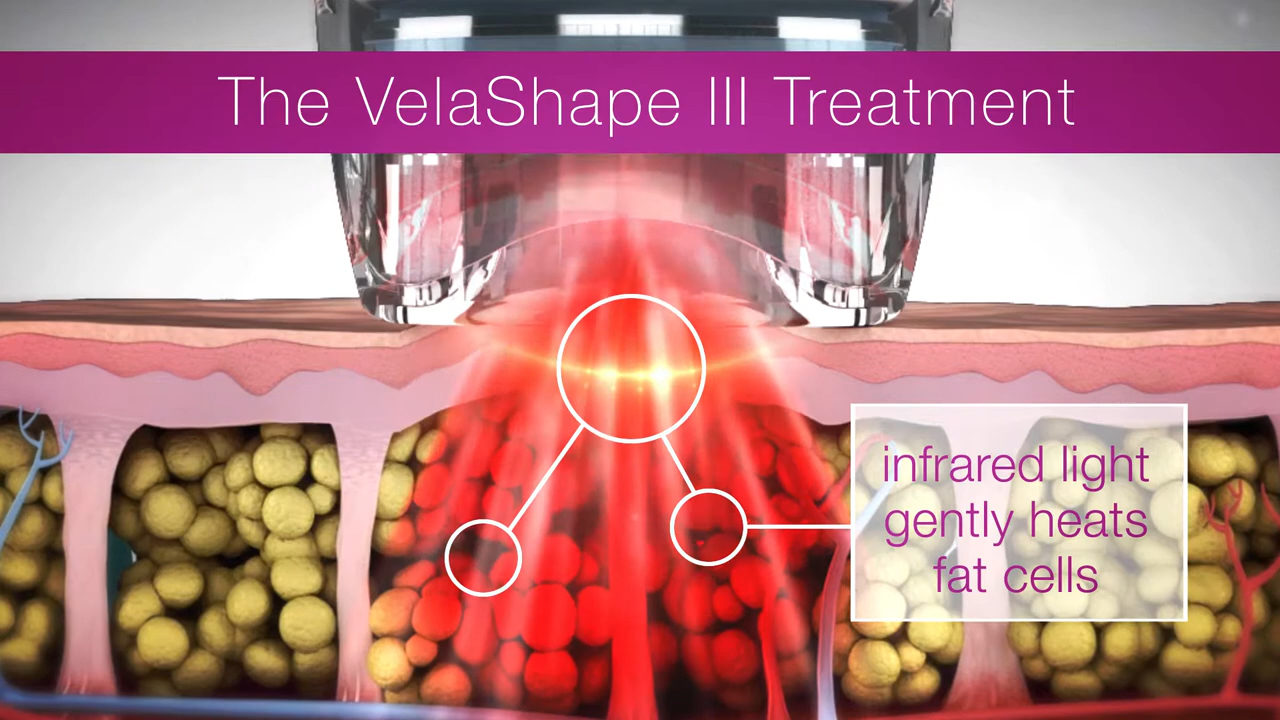 The VelaShape III Treatment
infrared light
gently heats
fat cells